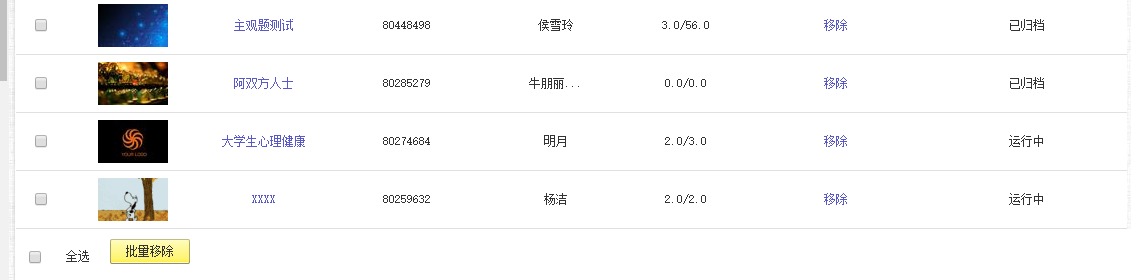 主观题测试 80448498 侯雪玲 3.0/56.0 移除 已归档
阿双方人士 80285279 牛朋丽... 0.0/0.0 移除 已归档
YOUR LOGO 大学生心理健康 80274684 明月 2.0/3.0 移除 运行中
XXXX 80259632 杨洁 2.0/2.0 移除 运行中
全选 批量移除